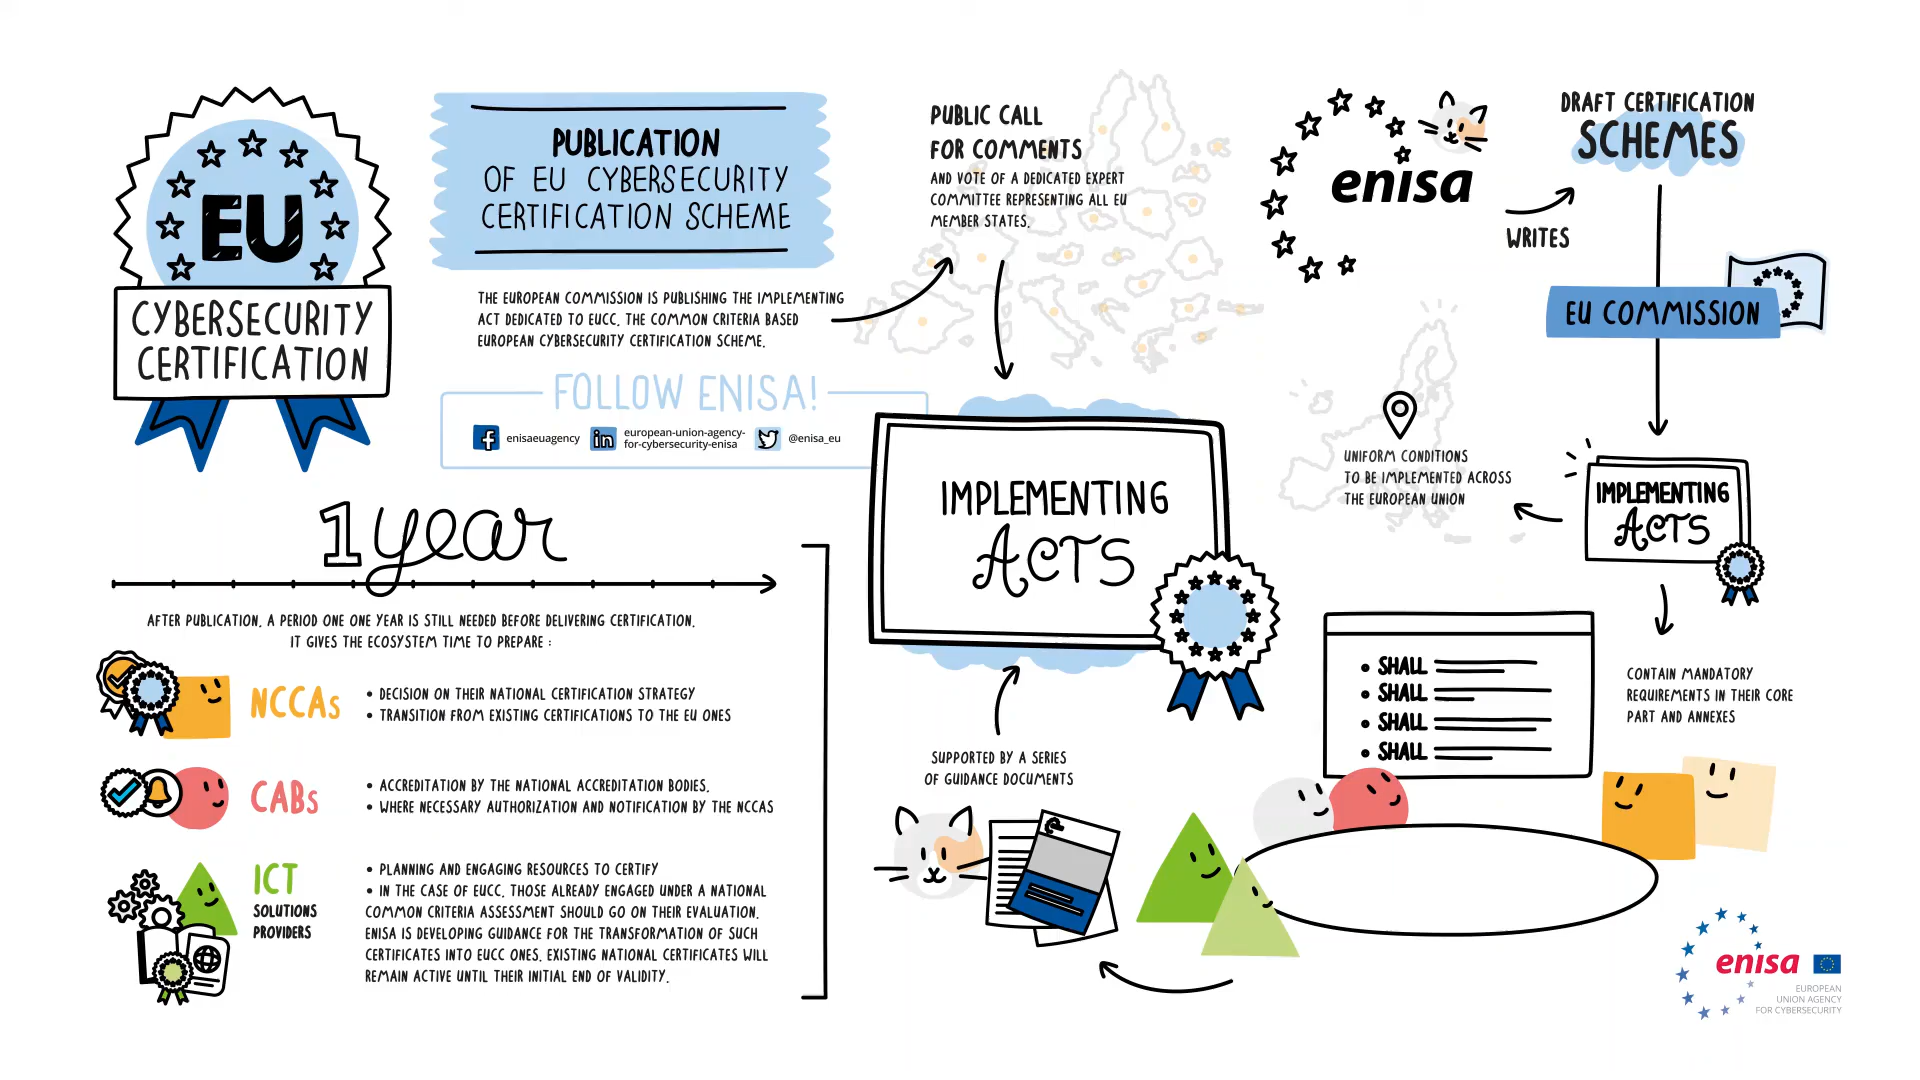 EU
CYBERSECURITY
CERTIFICATION
PUBLICATION
OF EU CYBERSECURITY
CERTIFICATION SCHEME
THE EUROPEAN COMMISSION IS PUBLISHING THE IMPLEMENTING
ACT DEDICATED TO EUCC, THE COMMON CRITERIA BASED
EUROPEAN CYBERSECURITY CERTIFICATION SCHEME.
FOLLOW ENISA!
enisaeuagency
european-union-agency-
for-cybersecurity-enisa
@enisa_eu
PUBLIC CALL
FOR COMMENTS
AND VOTE OF A DEDICATED EXPERT
COMMITTEE REPRESENTING ALL EU
MEMBER STATES.
enisa
WRITES
DRAFT CERTIFICATION
SCHEMES
EU COMMISSION
IMPLEMENTING
ACTS
UNIFORM CONDITIONS
TO BE IMPLEMENTED ACROSS
THE EUROPEAN UNION
CONTAIN MANDATORY
REQUIREMENTS IN THEIR CORE
PART AND ANNEXES
• SHALL
• SHALL
• SHALL
• SHALL
IMPLEMENTING
ACTS
SUPPORTED BY A SERIES
OF GUIDANCE DOCUMENTS
1 year
AFTER PUBLICATION, A PERIOD ONE ONE YEAR IS STILL NEEDED BEFORE DELIVERING CERTIFICATION.
IT GIVES THE ECOSYSTEM TIME TO PREPARE :
NCCAs
• DECISION ON THEIR NATIONAL CERTIFICATION STRATEGY
• TRANSITION FROM EXISTING CERTIFICATIONS TO THE EU ONES
CABs
• ACCREDITATION BY THE NATIONAL ACCREDITATION BODIES,
• WHERE NECESSARY AUTHORIZATION AND NOTIFICATION BY THE NCCAS
ICT
SOLUTIONS
PROVIDERS
• PLANNING AND ENGAGING RESOURCES TO CERTIFY
• IN THE CASE OF EUCC, THOSE ALREADY ENGAGED UNDER A NATIONAL
COMMON CRITERIA ASSESSMENT SHOULD GO ON THEIR EVALUATION.
ENISA IS DEVELOPING GUIDANCE FOR THE TRANSFORMATION OF SUCH
CERTIFICATES INTO EUCC ONES. EXISTING NATIONAL CERTIFICATES WILL
REMAIN ACTIVE UNTIL THEIR INITIAL END OF VALIDITY.
enisa
EUROPEAN
UNION AGENCY
FOR CYBERSECURITY